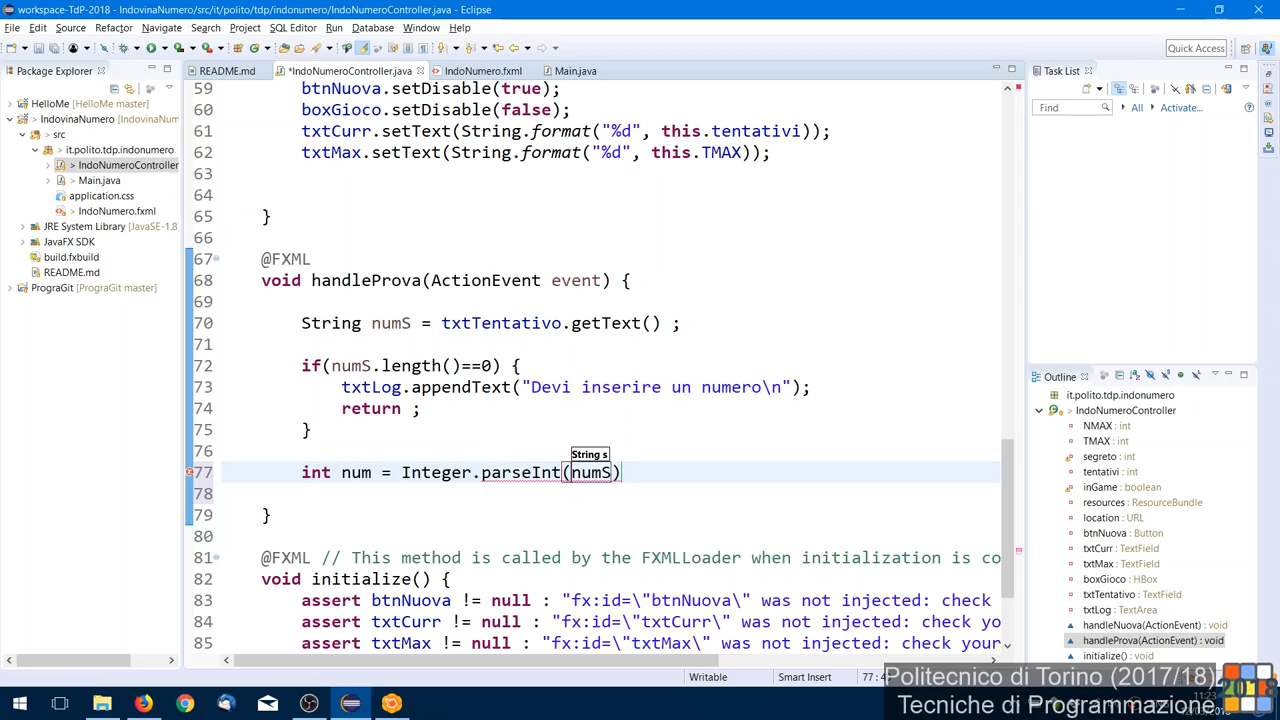 workspace-TdP-2018 - IndovinaNumero/src/it/polito/tdp/indonumero/IndoNumeroController.java - Eclipse
File Edit Source Refactor Navigate Search Project SQL Editor Run Database Window Help
Quick Access
Package Explorer
README.md
*IndoNumeroController.java
IndoNumero.fxml
Main.java
Task List
Find
All
Activate...
HelloMe [HelloMe master]
IndovinaNumero [IndovinaNum
src
it.polito.tdp.indonumero
> IndoNumeroController
> Main.java
application.css
> IndoNumero.fxml
JRE System Library [JavaSE-1.8
JavaFX SDK
build.fxbuild
README.md
PrograGit [PrograGit master]
59 btnNuova.setDisable(true);
60 boxGioco.setDisable(false);
61 txtCurr.setText(String.format("%d", this.tentativi));
62 txtMax.setText(String.format("%d", this.TMAX));
63
64
65 }
66
67 @FXML
68 void handleProva(ActionEvent event) {
69
70 String numS = txtTentativo.getText() ;
71
72 if(numS.length()==0) {
73 txtLog.appendText("Devi inserire un numero\n");
74 return ;
75 }
76
String s
77 int num = Integer.parseInt(numS)
78
79 }
80
81 @FXML // This method is called by the FXMLLoader when initialization is co
82 void initialize() {
83 assert btnNuova != null : "fx:id=\"btnNuova\" was not injected: check
84 assert txtCurr != null : "fx:id=\"txtCurr\" was not injected: check yo
85 assert txtMax != null : "fx:id=\"txtMax\" was not injected: check your
Outline
it.polito.tdp.indonumero
IndoNumeroController
NMAX : int
TMAX : int
segreto : int
tentativi : int
inGame : boolean
resources : ResourceBundle
location : URL
btnNuova : Button
txtCurr : TextField
txtMax : TextField
boxGioco : HBox
txtTentativo : TextField
txtLog : TextArea
handleNuova(ActionEvent) : void
handleProva(ActionEvent) : void
initialize() : void
Writable
Smart Insert
77 : 4
Politecnico di Torino (2017/18)
Tecniche di Programmazione
2018
11:23